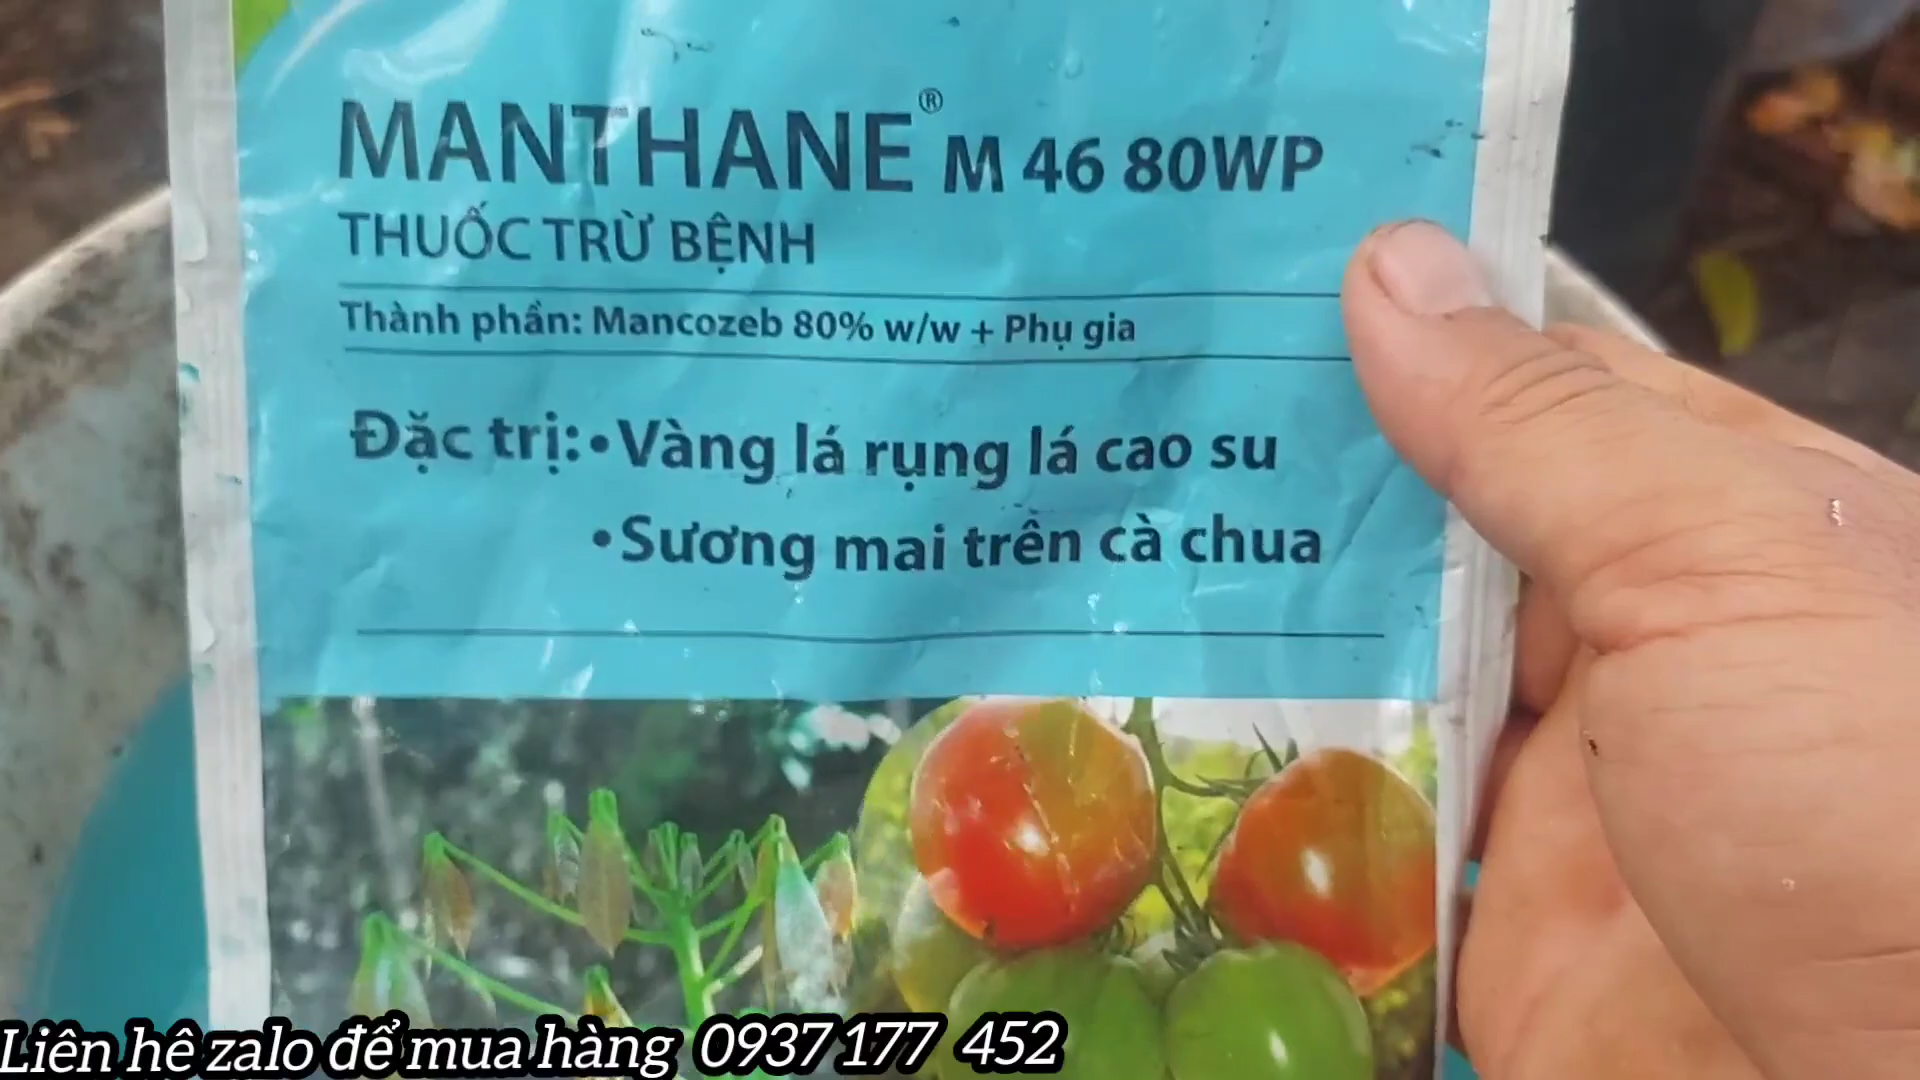 MANTHANE® M 46 80WP
THUỐC TRỪ BỆNH
Thành phần: Mancozeb 80% w/w + Phụ gia
Đặc trị: • Vàng lá rụng lá cao su
• Sương mai trên cà chua
Liên hê zalo để mua hàng 0937 177 452